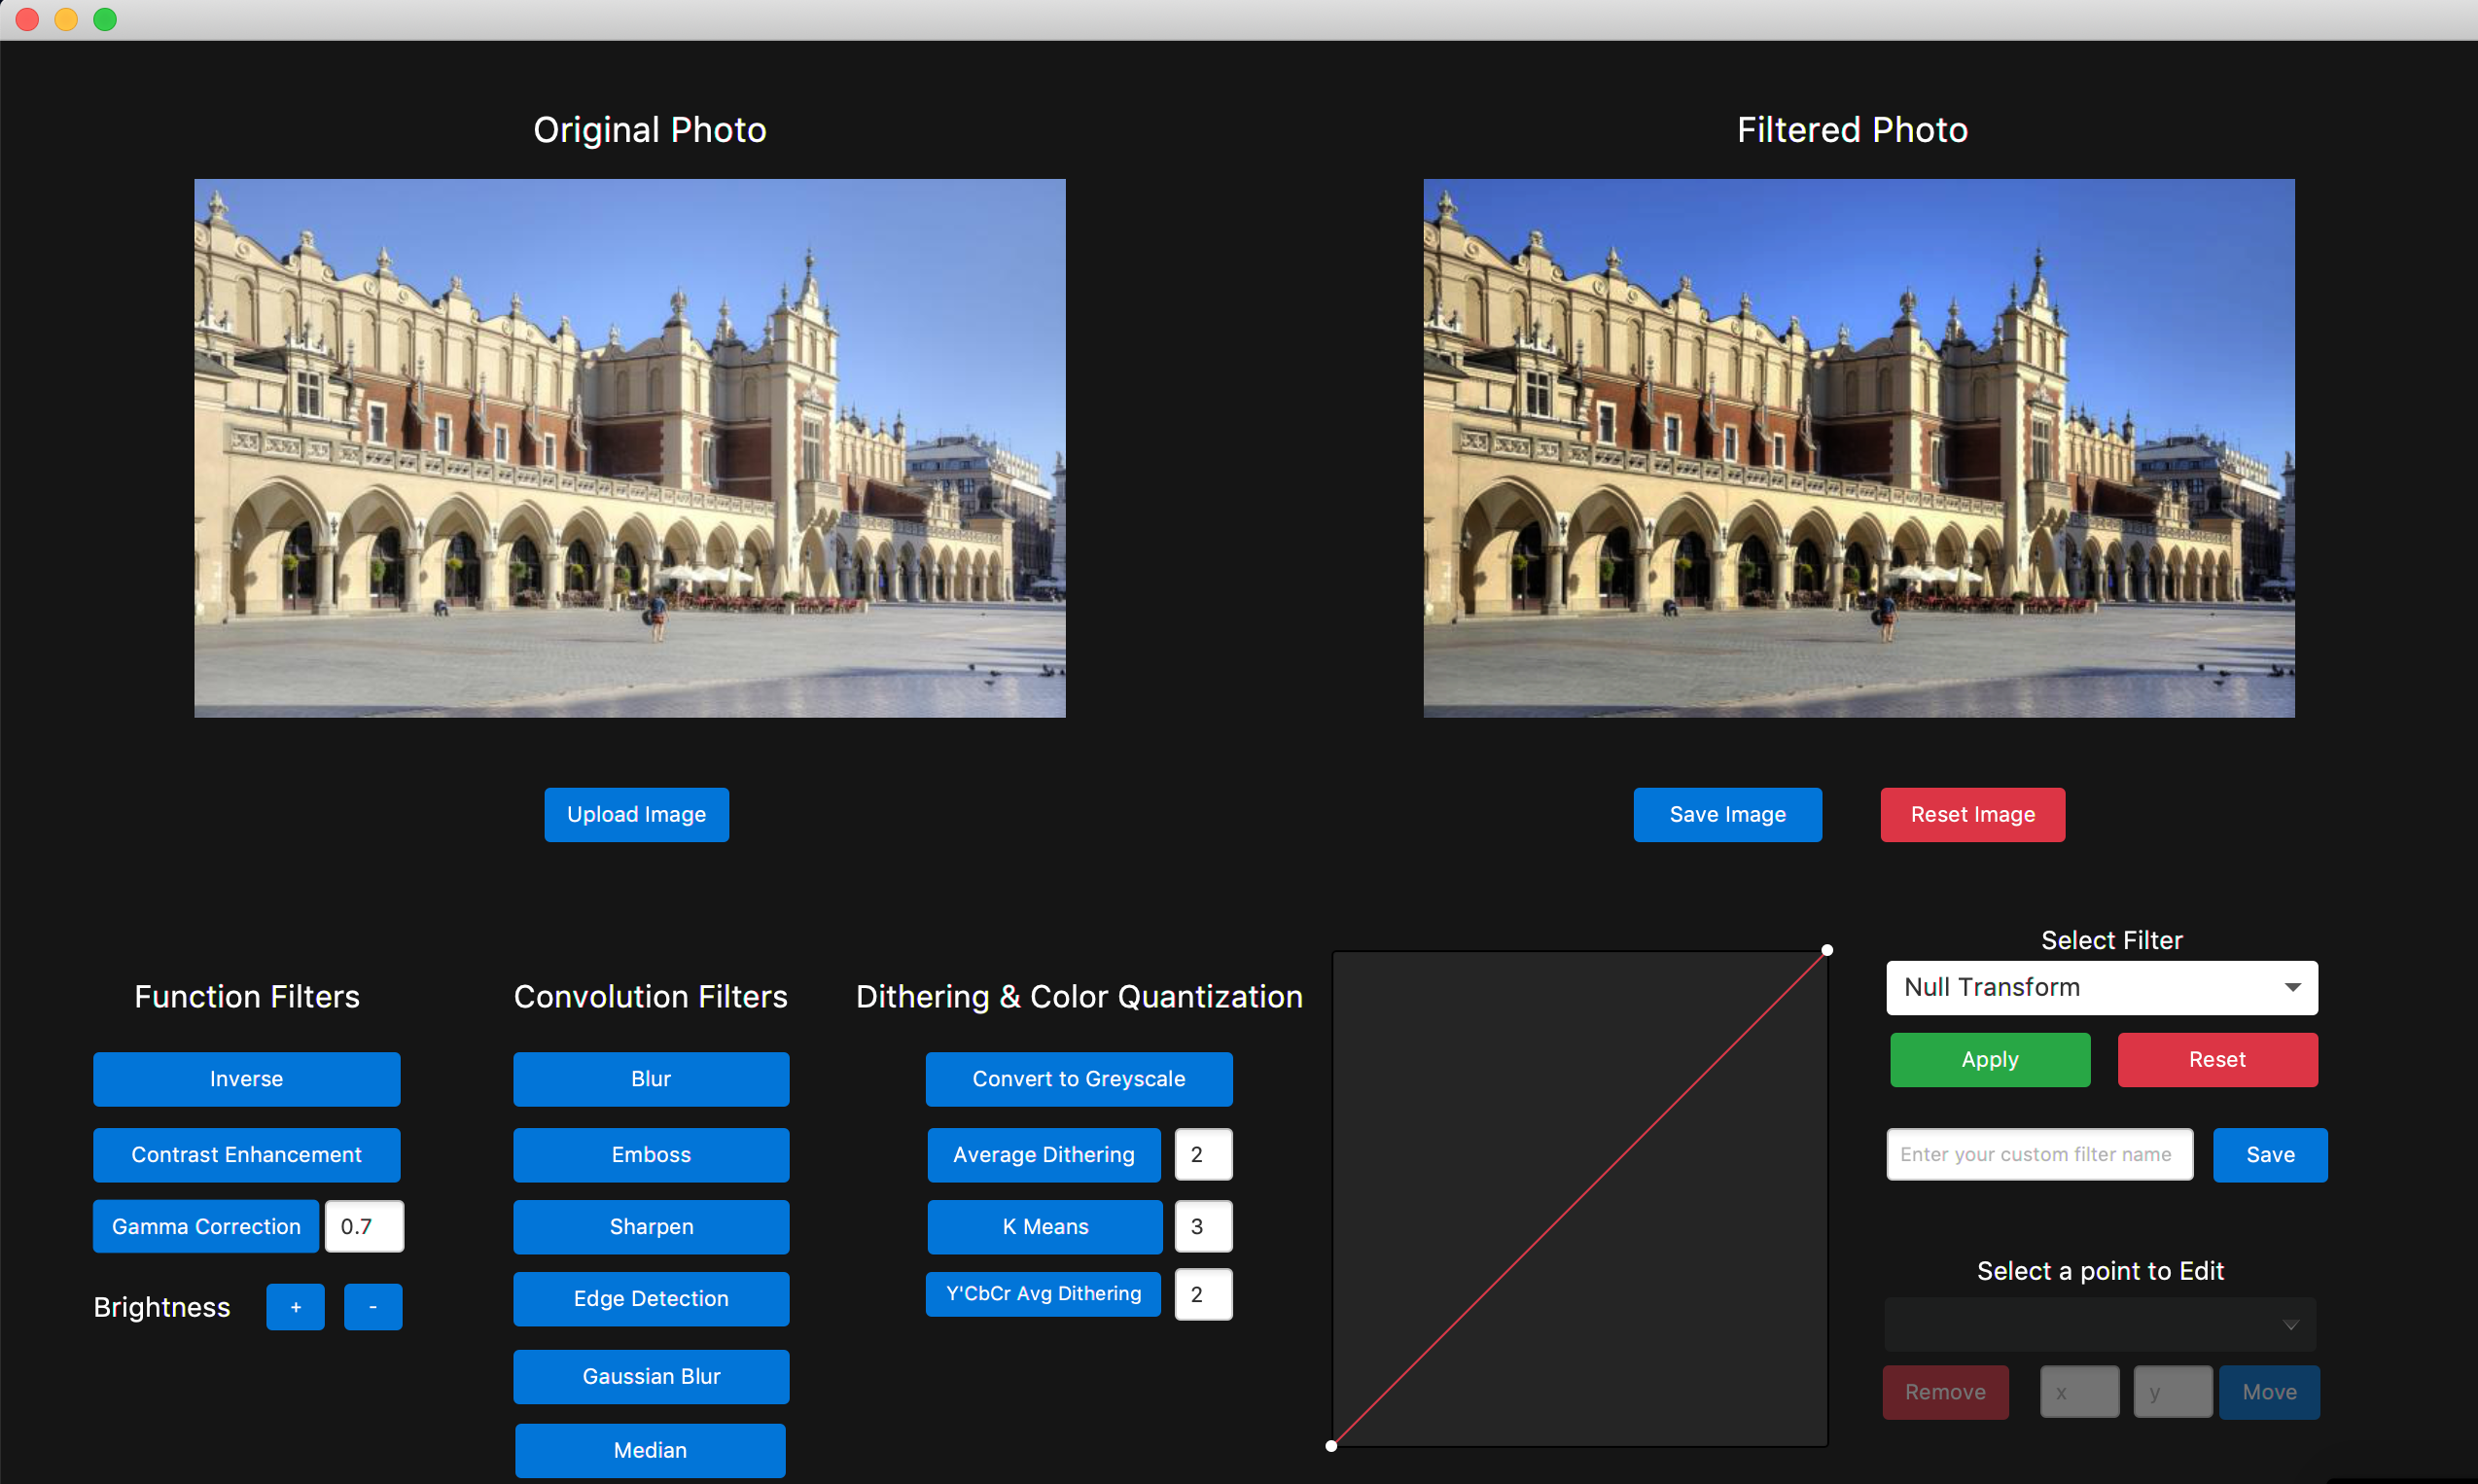 Original Photo
Filtered Photo
Upload Image
Save Image
Reset Image
Function Filters
Inverse
Contrast Enhancement
Gamma Correction
0.7
Brightness
+
-
Convolution Filters
Blur
Emboss
Sharpen
Edge Detection
Gaussian Blur
Median
Dithering & Color Quantization
Convert to Greyscale
Average Dithering
2
K Means
3
Y'CbCr Avg Dithering
2
Select Filter
Null Transform
Apply
Reset
Enter your custom filter name
Save
Select a point to Edit
Remove
x
y
Move